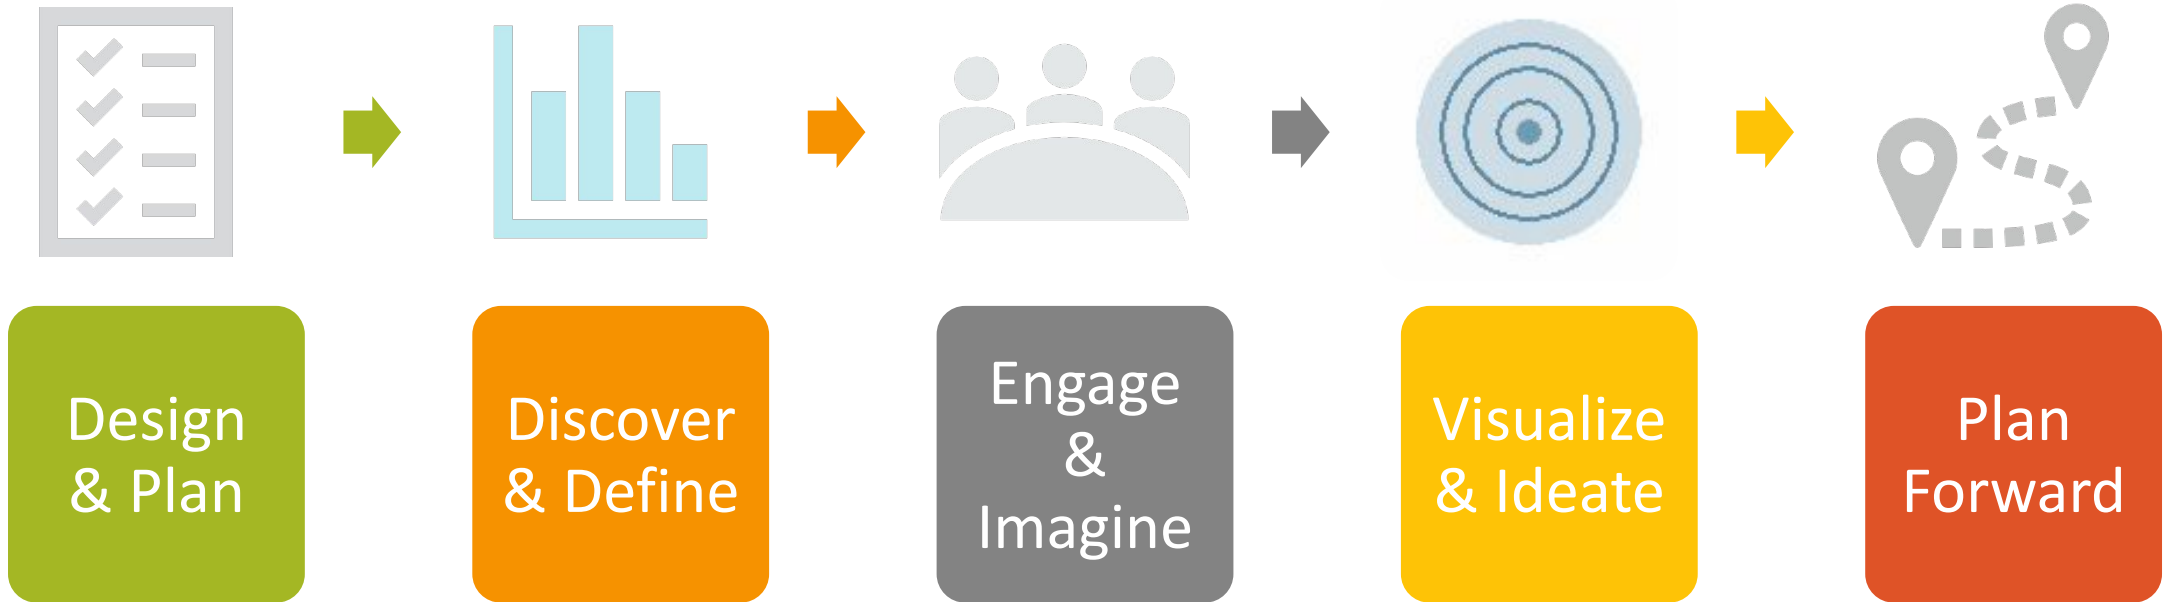 Design
& Plan
Discover
& Define
Engage
&
Imagine
Visualize
& Ideate
Plan
Forward